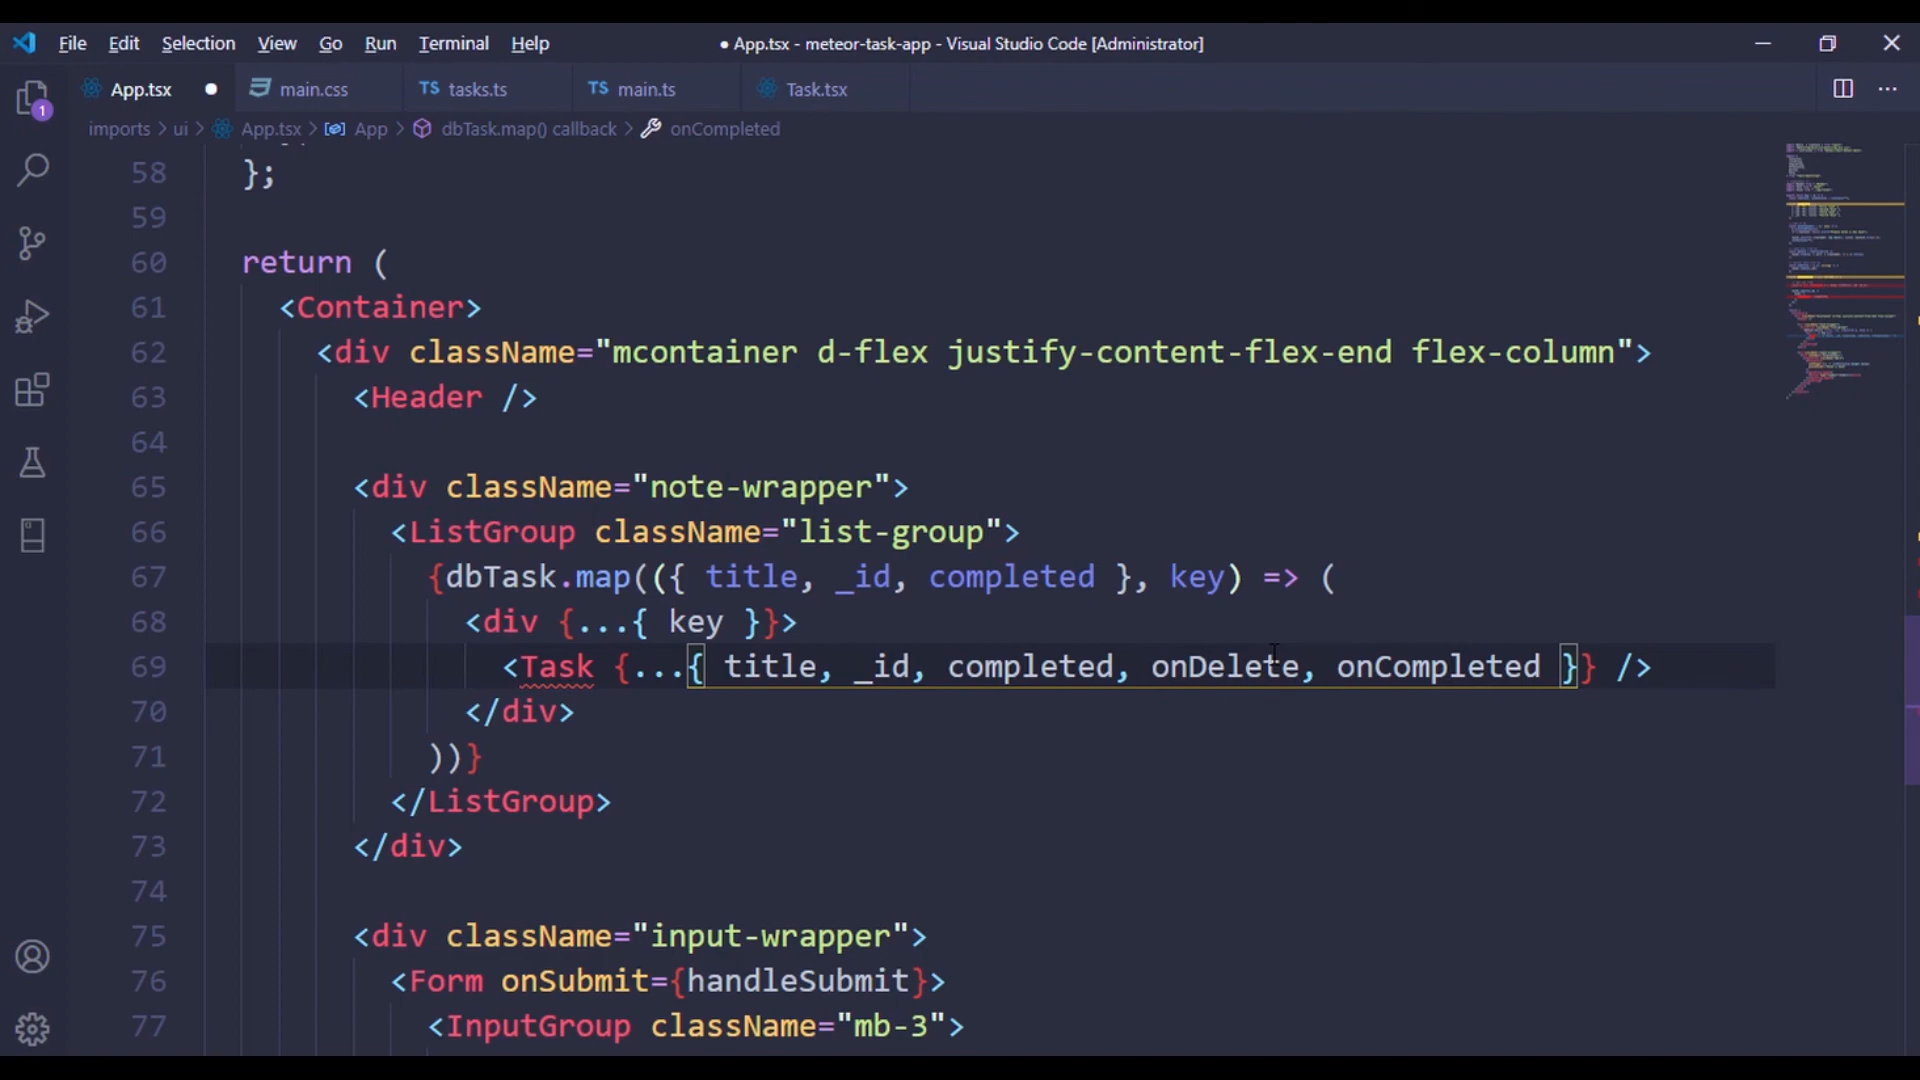 File Edit Selection View Go Run Terminal Help ● App.tsx - meteor-task-app - Visual Studio Code [Administrator]
App.tsx ● main.css TS tasks.ts TS main.ts Task.tsx ...
1
imports > ui > App.tsx > App > dbTask.map() callback > onCompleted
58 };
59
60 return (
61 <Container>
62 <div className="mcontainer d-flex justify-content-flex-end flex-column">
63 <Header />
64
65 <div className="note-wrapper">
66 <ListGroup className="list-group">
67 {dbTask.map(({ title, _id, completed }, key) => (
68 <div {...{ key }}>
69 <Task {...{ title, _id, completed, onDelete, onCompleted }} />
70 </div>
71 ))}
72 </ListGroup>
73 </div>
74
75 <div className="input-wrapper">
76 <Form onSubmit={handleSubmit}>
77 <InputGroup className="mb-3">